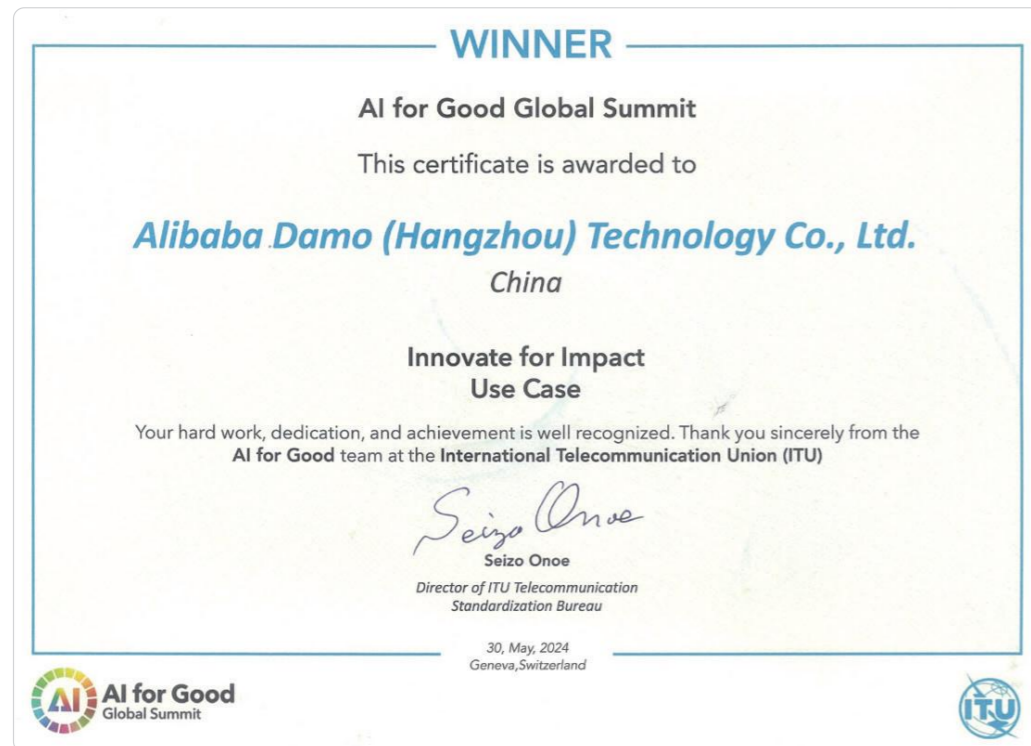 WINNER
AI for Good Global Summit
This certificate is awarded to
Alibaba Damo (Hangzhou) Technology Co., Ltd.
China
Innovate for Impact
Use Case
Your hard work, dedication, and achievement is well recognized. Thank you sincerely from the
AI for Good team at the International Telecommunication Union (ITU)
Seizo Onoe
Seizo Onoe
Director of ITU Telecommunication
Standardization Bureau
30, May, 2024
Geneva,Switzerland
AI AI for Good
Global Summit
ITU